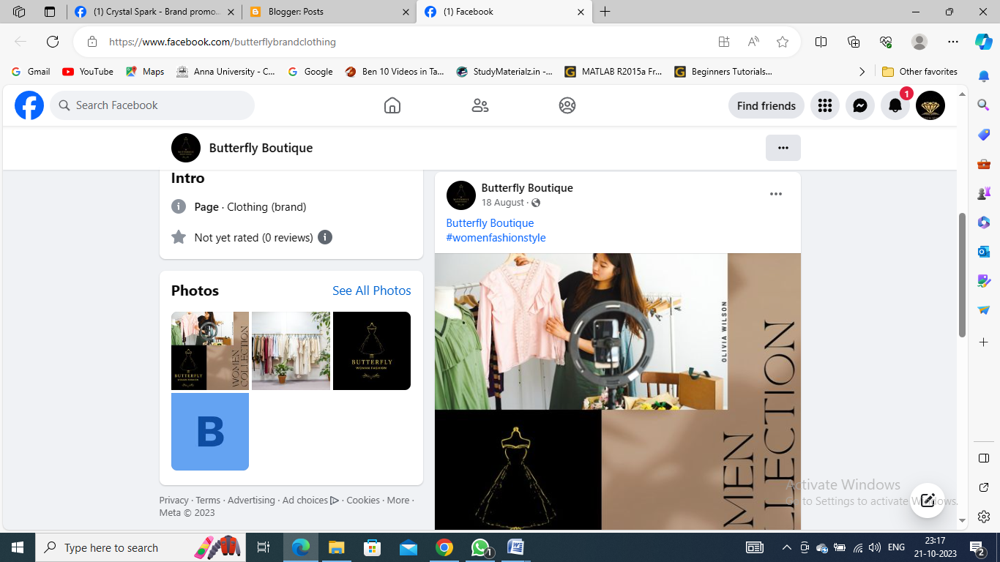 (1) Crystal Spark - Brand promo...
Blogger: Posts
(1) Facebook
https://www.facebook.com/butterflybrandclothing
Gmail
YouTube
Maps
Anna University - C...
Google
Ben 10 Videos in Ta...
StudyMaterialz.in -...
MATLAB R2015a Fr...
Beginners Tutorials...
Other favorites
Search Facebook
Find friends
1
Butterfly Boutique
Intro
Page · Clothing (brand)
Not yet rated (0 reviews)
Photos
See All Photos
WOMEN
COLLECTION
BUTTERFLY
WOMAN FASHION
BUTTERFLY
WOMAN FASHION
B
Privacy · Terms · Advertising · Ad choices · Cookies · More ·
Meta © 2023
Butterfly Boutique
18 August
Butterfly Boutique
#womenfashionstyle
OLIVIA WILSON
MEN
LLECTION
Activate Windows
Go to Settings to activate Windows.
Type here to search
1
ENG
23:17
21-10-2023
2